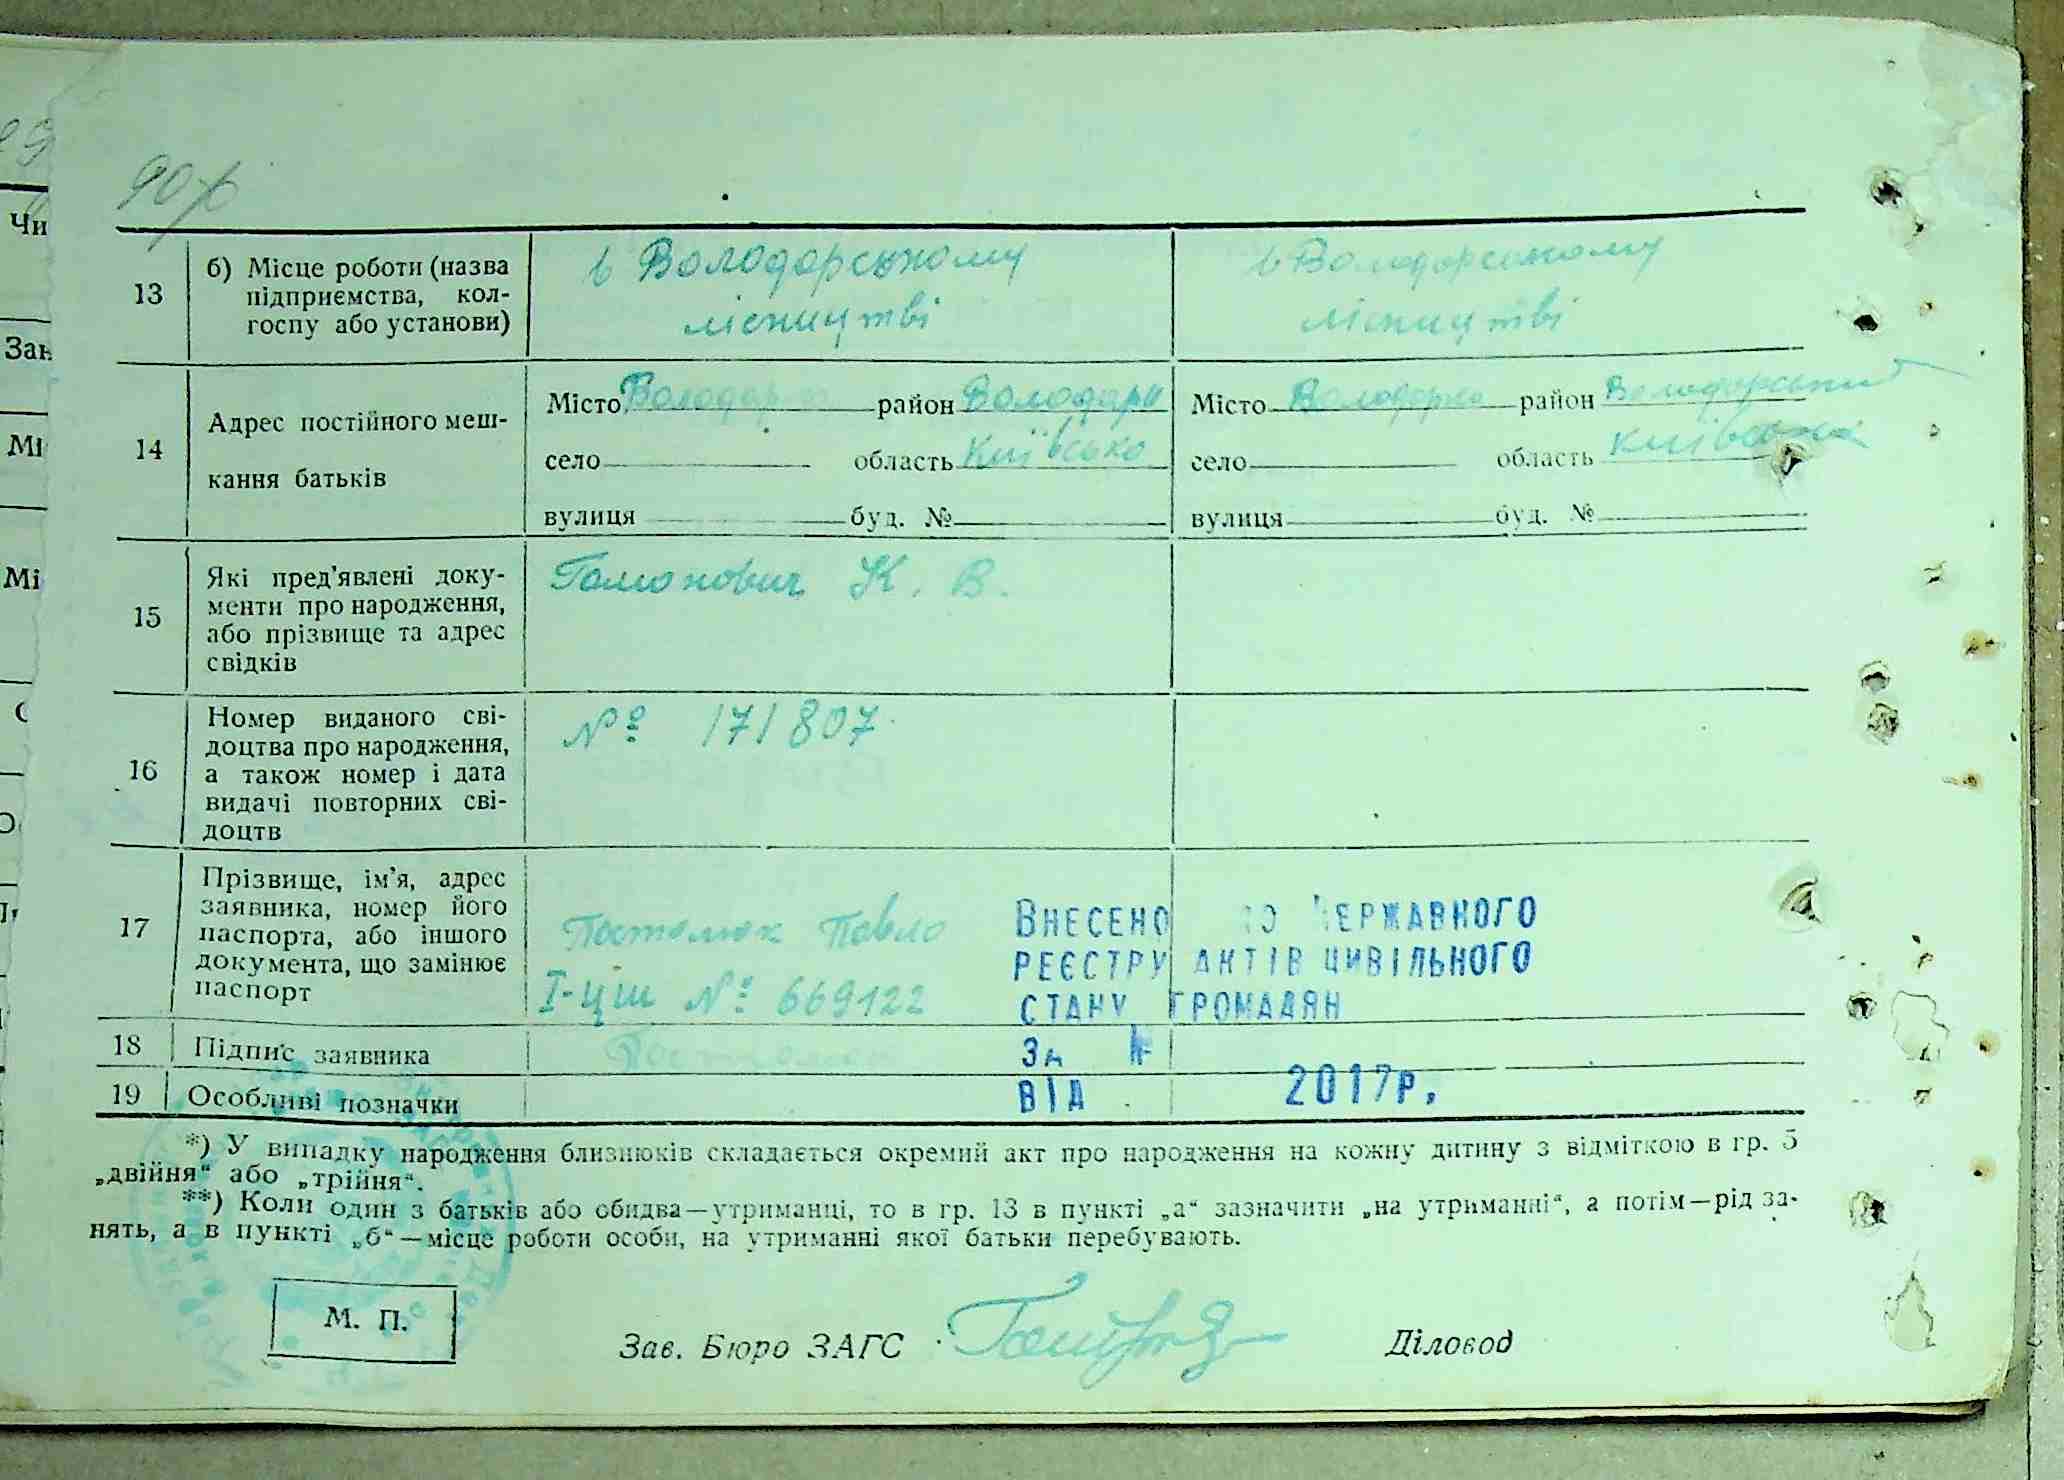 90
13
б) Місце роботи (назва
підприємства, кол-
госпу або установи)
в Володарському
лісництві
в Володарському
лісництві
14
Адрес постійного меш-
кання батьків
Місто Володарка район Володарк
село область Київсько
вулиця буд. №
Місто Володарка район Володарський
село область Київська
вулиця буд. №
15
Які пред'явлені доку-
менти про народження,
або прізвище та адрес
свідків
Гамонович К. В.
16
Номер виданого сві-
доцтва про народження,
а також номер і дата
видачі повторних сві-
доцтв
№ 171807
17
Прізвище, ім'я, адрес
заявника, номер його
паспорта, або іншого
документа, що замінює
паспорт
Постолюк Павло
І-ЦШ № 669122
ВНЕСЕНО ДО ДЕРЖАВНОГО
РЕЄСТРУ АКТІВ ЦИВІЛЬНОГО
СТАНУ ГРОМАДЯН
ЗА №
ВІД 2017р.
18 Підпис заявника
19 Особливі позначки
*) У випадку народження близнюків складається окремий акт про народження на кожну дитину з відміткою в гр. 5
„двійня“ або „трійня“.
**) Коли один з батьків або обидва—утриманці, то в гр. 13 в пункті „а“ зазначити „на утриманні“, а потім—рід за-
нять, а в пункті „б“—місце роботи особи, на утриманні якої батьки перебувають.
М. П.
Зав. Бюро ЗАГС
Діловод